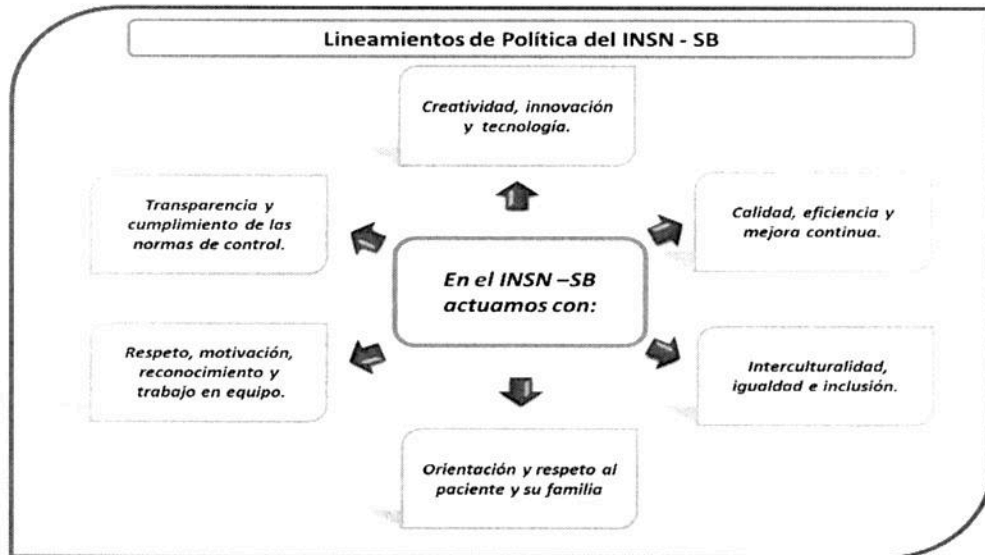 Lineamientos de Política del INSN - SB
Creatividad, innovación
y tecnología.
Transparencia y
cumplimiento de las
normas de control.
Calidad, eficiencia y
mejora continua.
En el INSN –SB
actuamos con:
Respeto, motivación,
reconocimiento y
trabajo en equipo.
Interculturalidad,
igualdad e inclusión.
Orientación y respeto al
paciente y su familia